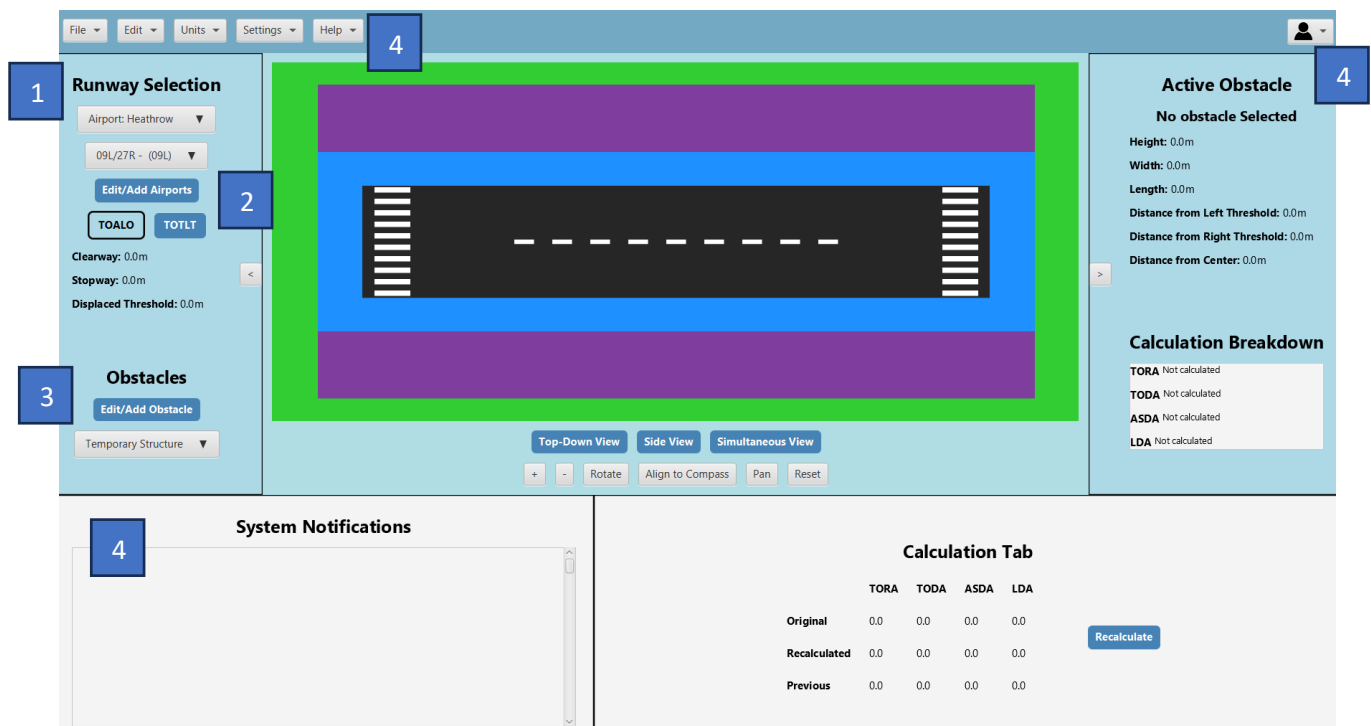 File Edit Units Settings Help 4
1 Runway Selection
Airport: Heathrow
09L/27R - (09L)
Edit/Add Airports
2
TOALO TOTLT
Clearway: 0.0m
Stopway: 0.0m
Displaced Threshold: 0.0m
<
3 Obstacles
Edit/Add Obstacle
Temporary Structure
Top-Down View Side View Simultaneous View
+ - Rotate Align to Compass Pan Reset
4
Active Obstacle
No obstacle Selected
Height: 0.0m
Width: 0.0m
Length: 0.0m
Distance from Left Threshold: 0.0m
Distance from Right Threshold: 0.0m
Distance from Center: 0.0m
>
Calculation Breakdown
TORA Not calculated
TODA Not calculated
ASDA Not calculated
LDA Not calculated
System Notifications
4
Calculation Tab
TORA TODA ASDA LDA
Original 0.0 0.0 0.0 0.0
Recalculated 0.0 0.0 0.0 0.0
Previous 0.0 0.0 0.0 0.0
Recalculate